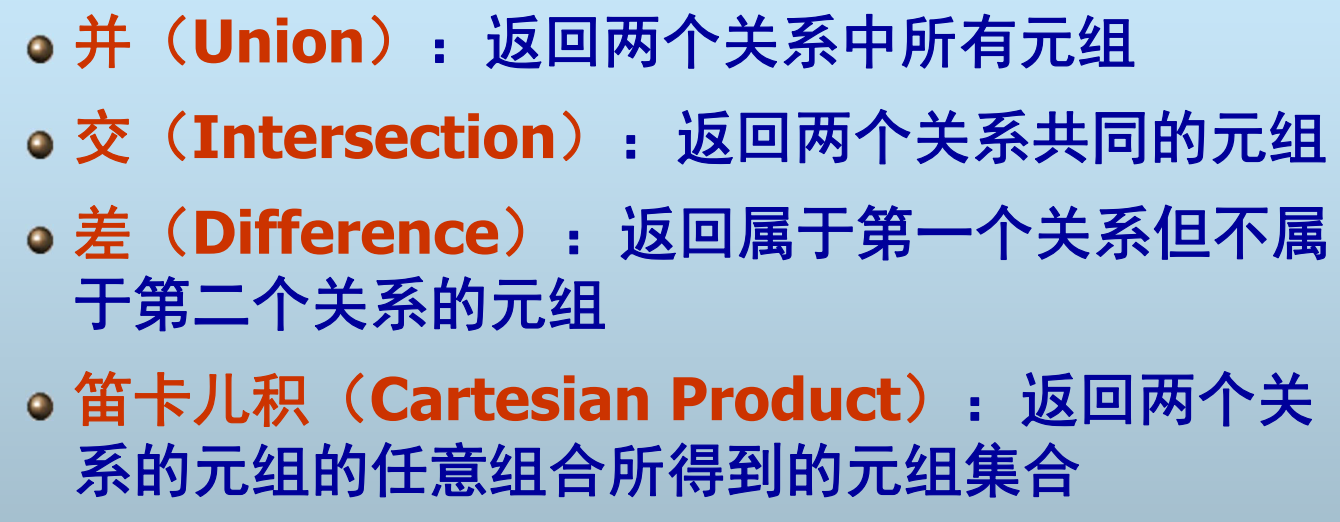 并（Union）：返回两个关系中所有元组
交（Intersection）：返回两个关系共同的元组
差（Difference）：返回属于第一个关系但不属
于第二个关系的元组
笛卡儿积（Cartesian Product）：返回两个关
系的元组的任意组合所得到的元组集合